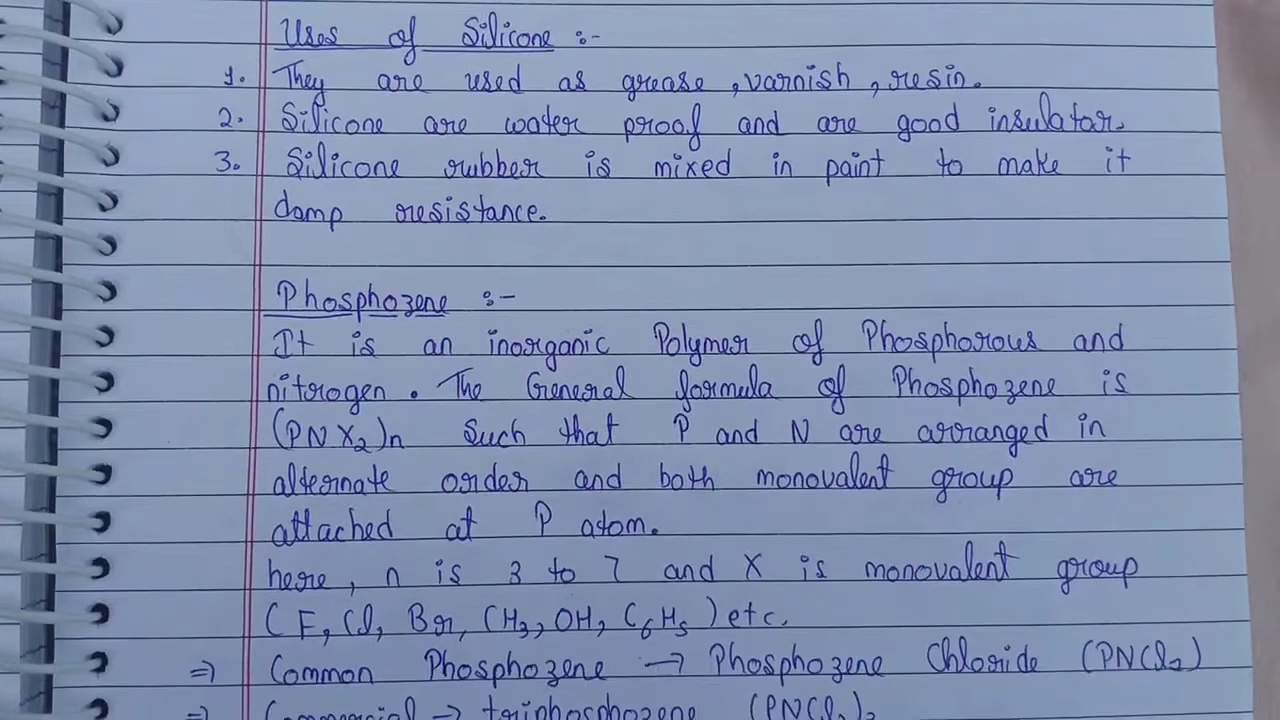 Uses of Silicone :-
1. They are used as grease, varnish, resin.
2. Silicone are water proof and are good insulator.
3. Silicone rubber is mixed in paint to make it
damp resistance.
Phosphozene :-
It is an inorganic Polymer of Phosphorous and
nitrogen. The General formula of Phosphozene is
(PNX₂)n Such that P and N are arranged in
alternate order and both monovalent group are
attached at P atom.
here, n is 3 to 7 and X is monovalent group
(F, Cl, Br, CH₃, OH, C₆H₅) etc.
⇒ Common Phosphozene → Phosphozene Chloride (PNCl₂)
⇒ Commercial → triphosphozene (PNCl₂)₃